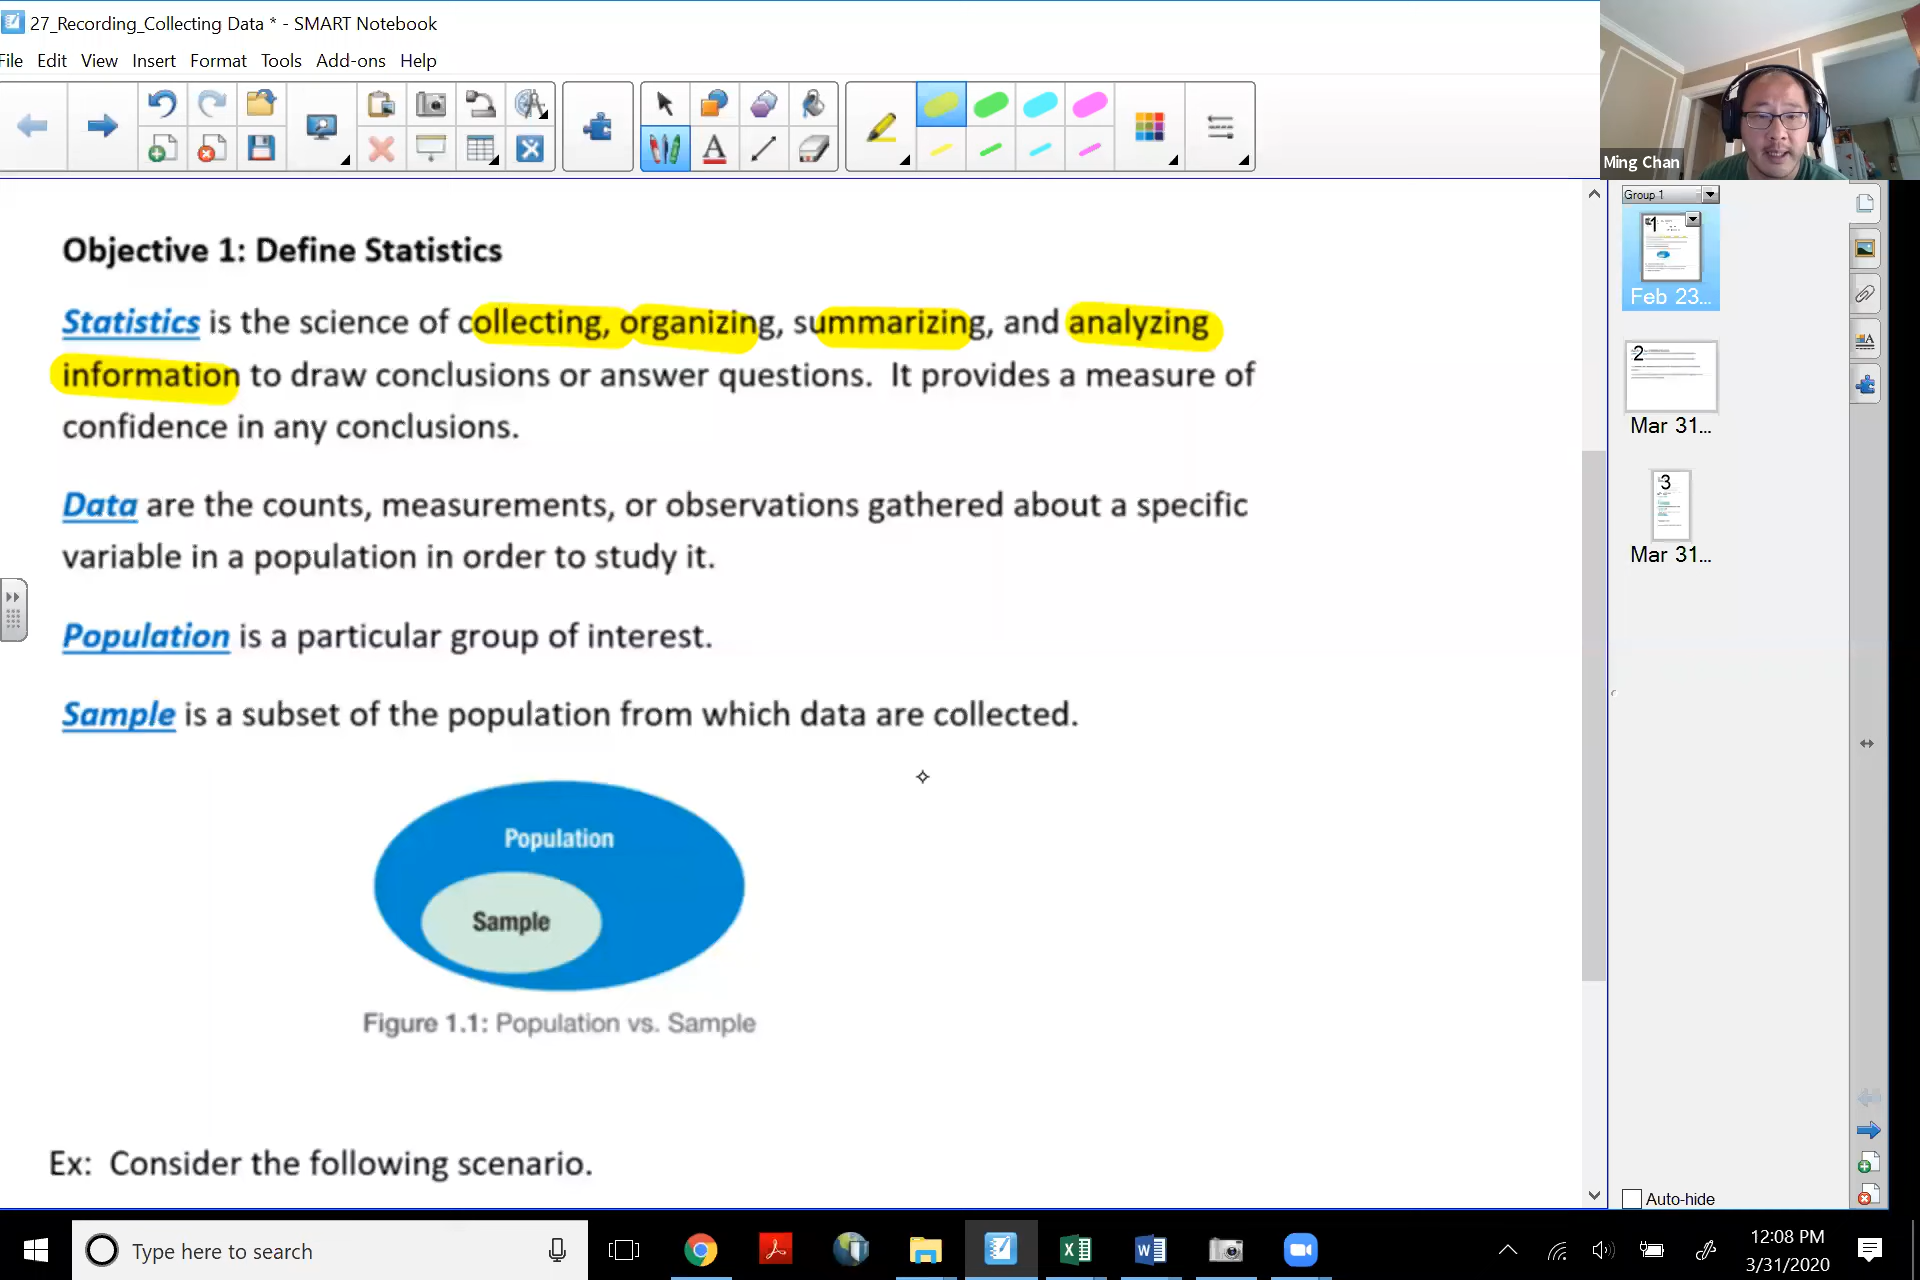 27_Recording_Collecting Data * - SMART Notebook
File Edit View Insert Format Tools Add-ons Help
Ming Chan
Group 1
1
Feb 23...
2
Mar 31...
3
Mar 31...
Objective 1: Define Statistics
Statistics is the science of collecting, organizing, summarizing, and analyzing
information to draw conclusions or answer questions. It provides a measure of
confidence in any conclusions.
Data are the counts, measurements, or observations gathered about a specific
variable in a population in order to study it.
Population is a particular group of interest.
Sample is a subset of the population from which data are collected.
Population
Sample
Figure 1.1: Population vs. Sample
Ex: Consider the following scenario.
Auto-hide
Type here to search
12:08 PM
3/31/2020